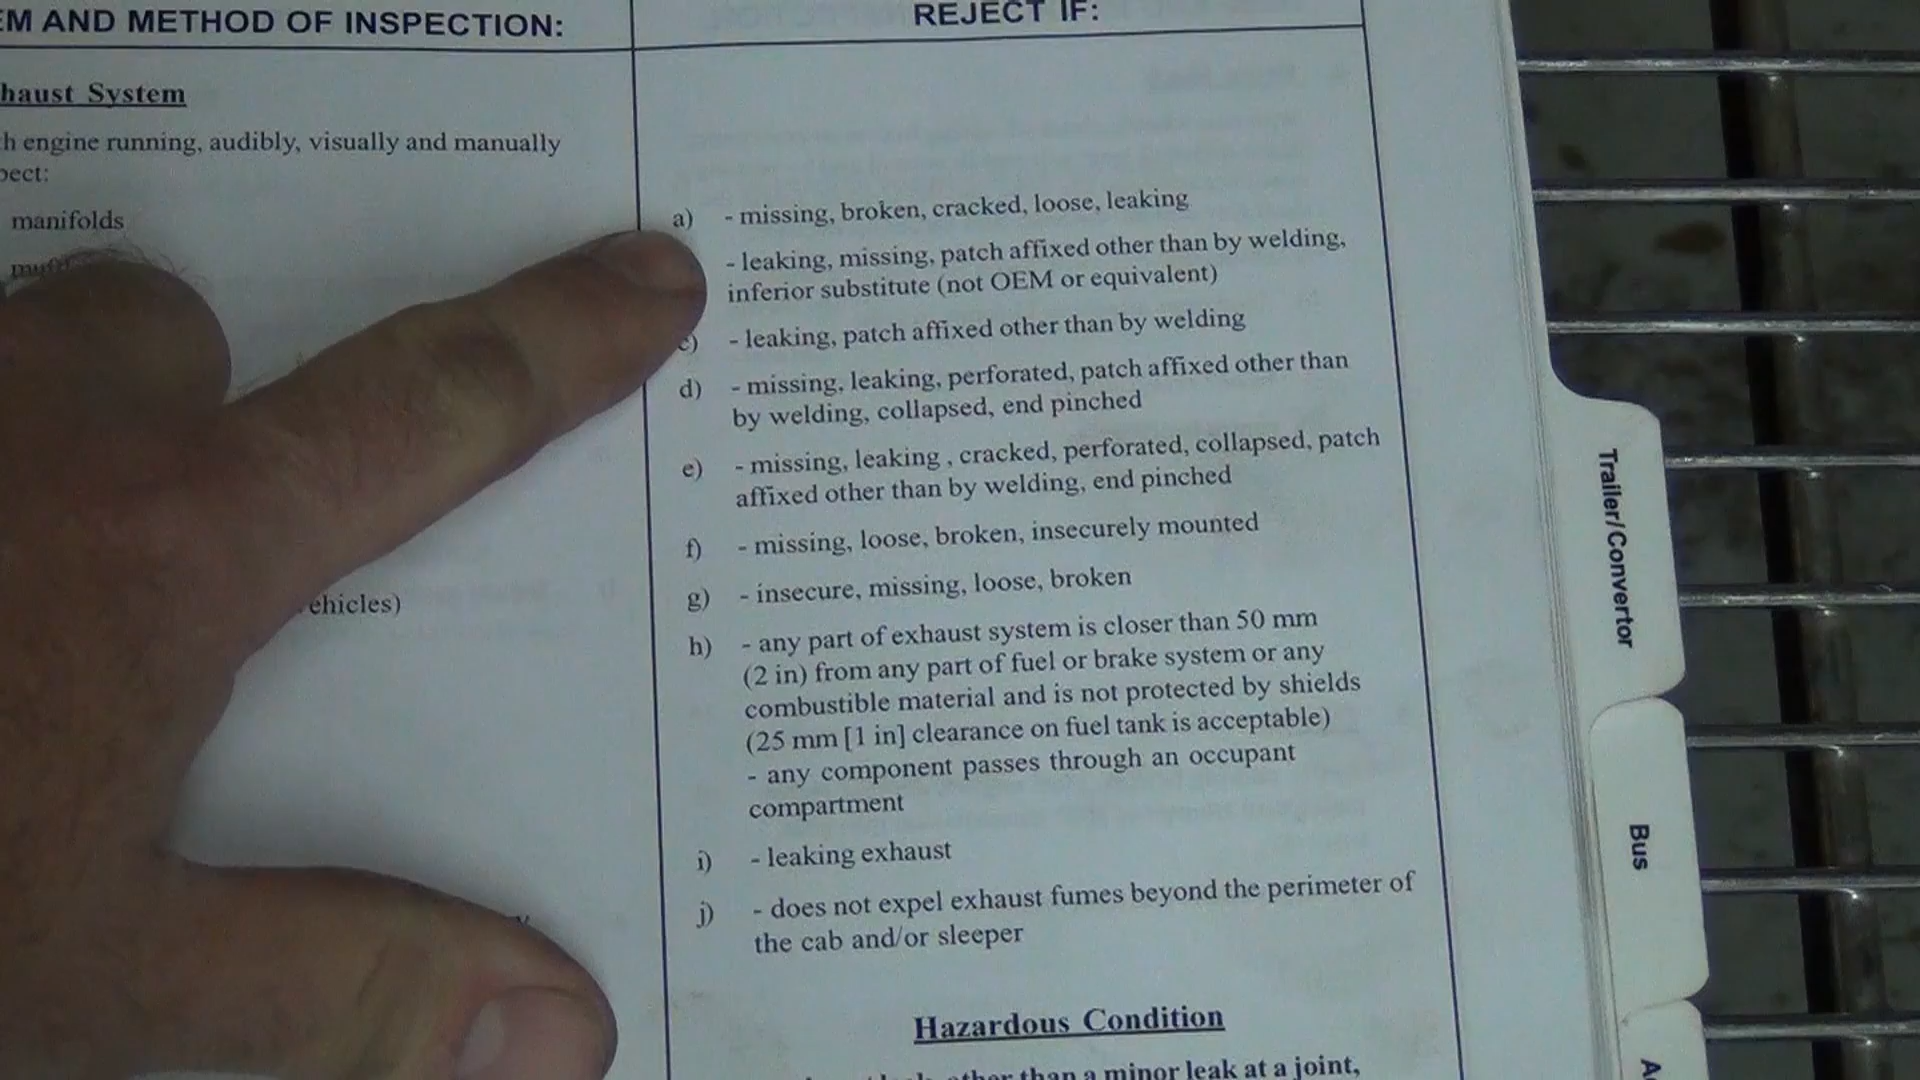 AND METHOD OF INSPECTION:
REJECT IF:
haust System
h engine running, audibly, visually and manually
pect:
manifolds
ehicles)
a) - missing, broken, cracked, loose, leaking
- leaking, missing, patch affixed other than by welding,
inferior substitute (not OEM or equivalent)
c) - leaking, patch affixed other than by welding
d) - missing, leaking, perforated, patch affixed other than
by welding, collapsed, end pinched
e) - missing, leaking , cracked, perforated, collapsed, patch
affixed other than by welding, end pinched
f) - missing, loose, broken, insecurely mounted
g) - insecure, missing, loose, broken
h) - any part of exhaust system is closer than 50 mm
(2 in) from any part of fuel or brake system or any
combustible material and is not protected by shields
(25 mm [1 in] clearance on fuel tank is acceptable)
- any component passes through an occupant
compartment
i) - leaking exhaust
j) - does not expel exhaust fumes beyond the perimeter of
the cab and/or sleeper
Hazardous Condition
other than a minor leak at a joint,
Trailer/Convertor
Bus